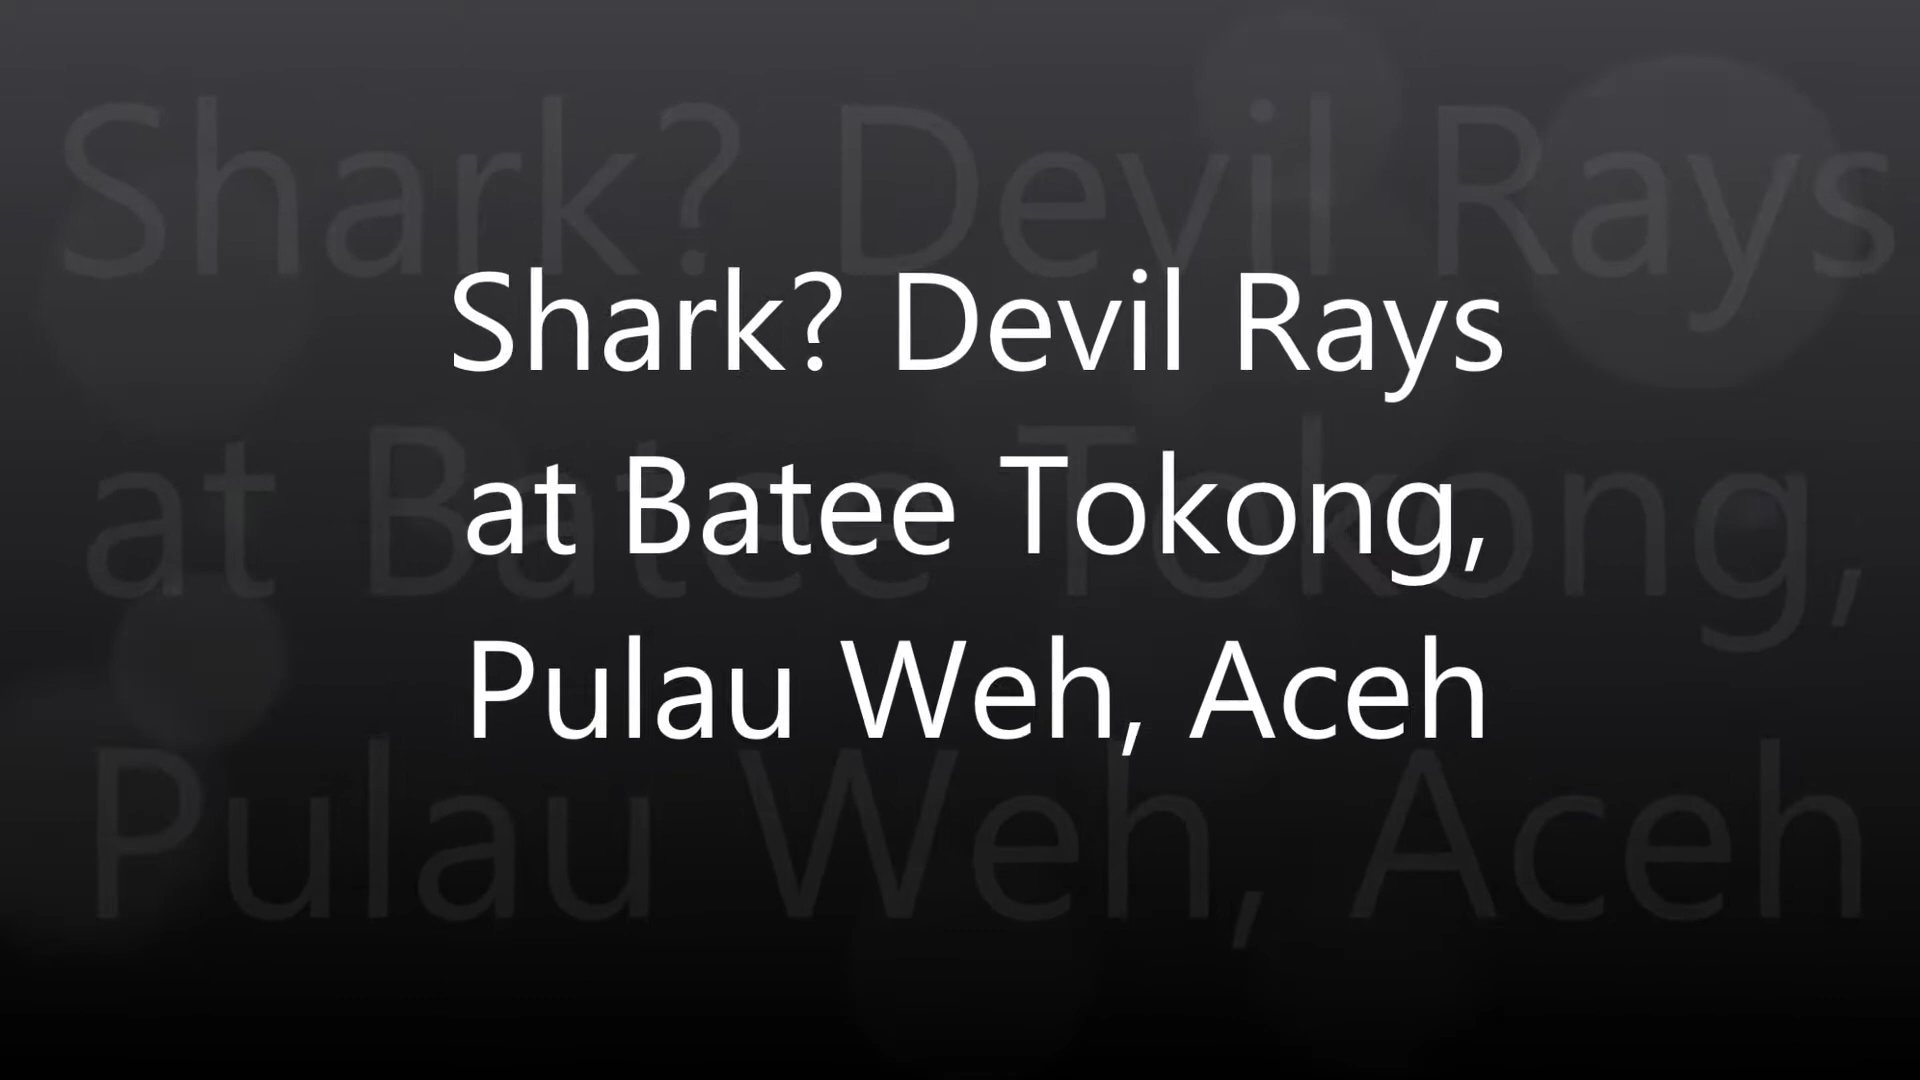 Shark? Devil Rays
at Batee Tokong,
Pulau Weh, Aceh